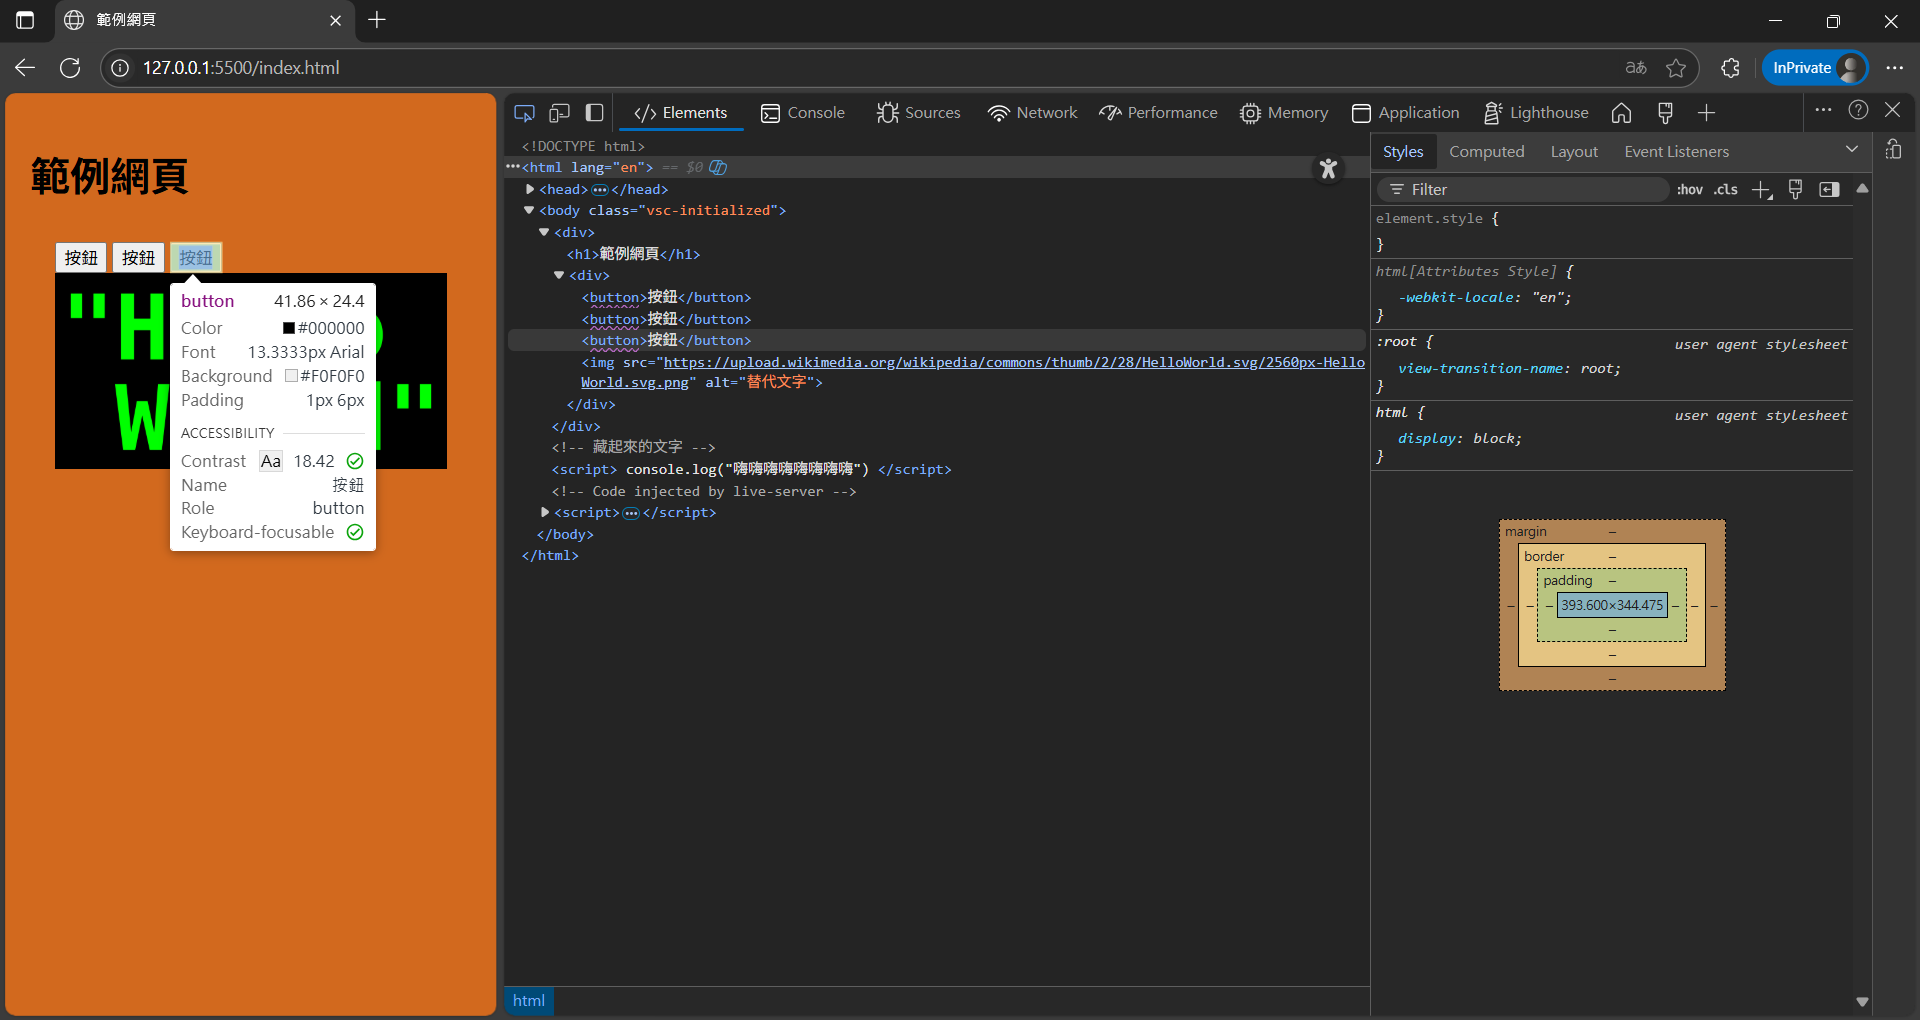 範例網頁
127.0.0.1:5500/index.html
InPrivate
範例網頁
按鈕 按鈕 按鈕
"H
W "
button 41.86 × 24.4
Color #000000
Font 13.3333px Arial
Background #F0F0F0
Padding 1px 6px
ACCESSIBILITY
Contrast Aa 18.42
Name 按鈕
Role button
Keyboard-focusable
Elements Console Sources Network Performance Memory Application Lighthouse
<!DOCTYPE html>
<html lang="en"> == $0
<head> </head>
<body class="vsc-initialized">
<div>
<h1>範例網頁</h1>
<div>
<button>按鈕</button>
<button>按鈕</button>
<button>按鈕</button>
<img src="https://upload.wikimedia.org/wikipedia/commons/thumb/2/28/HelloWorld.svg/2560px-Hello
World.svg.png" alt="替代文字">
</div>
</div>
<!-- 藏起來的文字 -->
<script> console.log("嗨嗨嗨嗨嗨嗨嗨嗨") </script>
<!-- Code injected by live-server -->
<script> </script>
</body>
</html>
html
Styles Computed Layout Event Listeners
Filter :hov .cls
element.style {
}
html[Attributes Style] {
-webkit-locale: "en";
}
:root { user agent stylesheet
view-transition-name: root;
}
html { user agent stylesheet
display: block;
}
margin –
border –
padding –
– – – 393.600×344.475 – – –
–
–
–